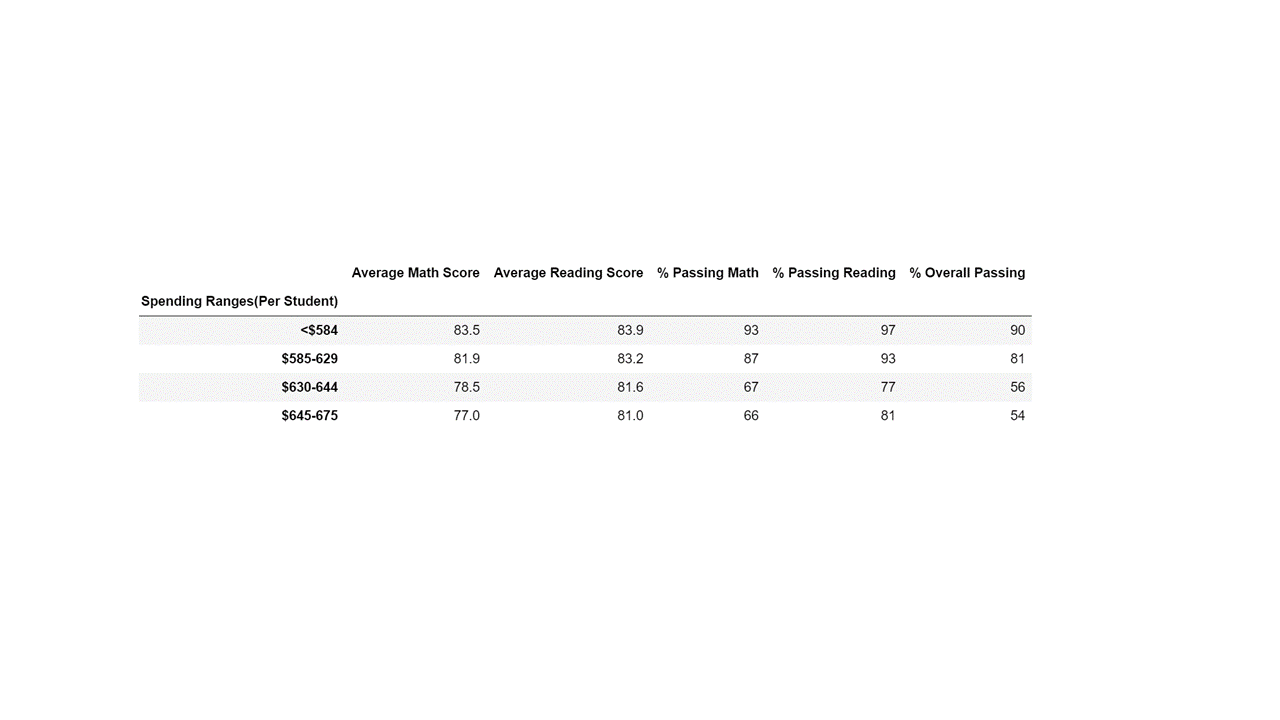 Average Math Score Average Reading Score % Passing Math % Passing Reading % Overall Passing
Spending Ranges(Per Student)
<$584 83.5 83.9 93 97 90
$585-629 81.9 83.2 87 93 81
$630-644 78.5 81.6 67 77 56
$645-675 77.0 81.0 66 81 54